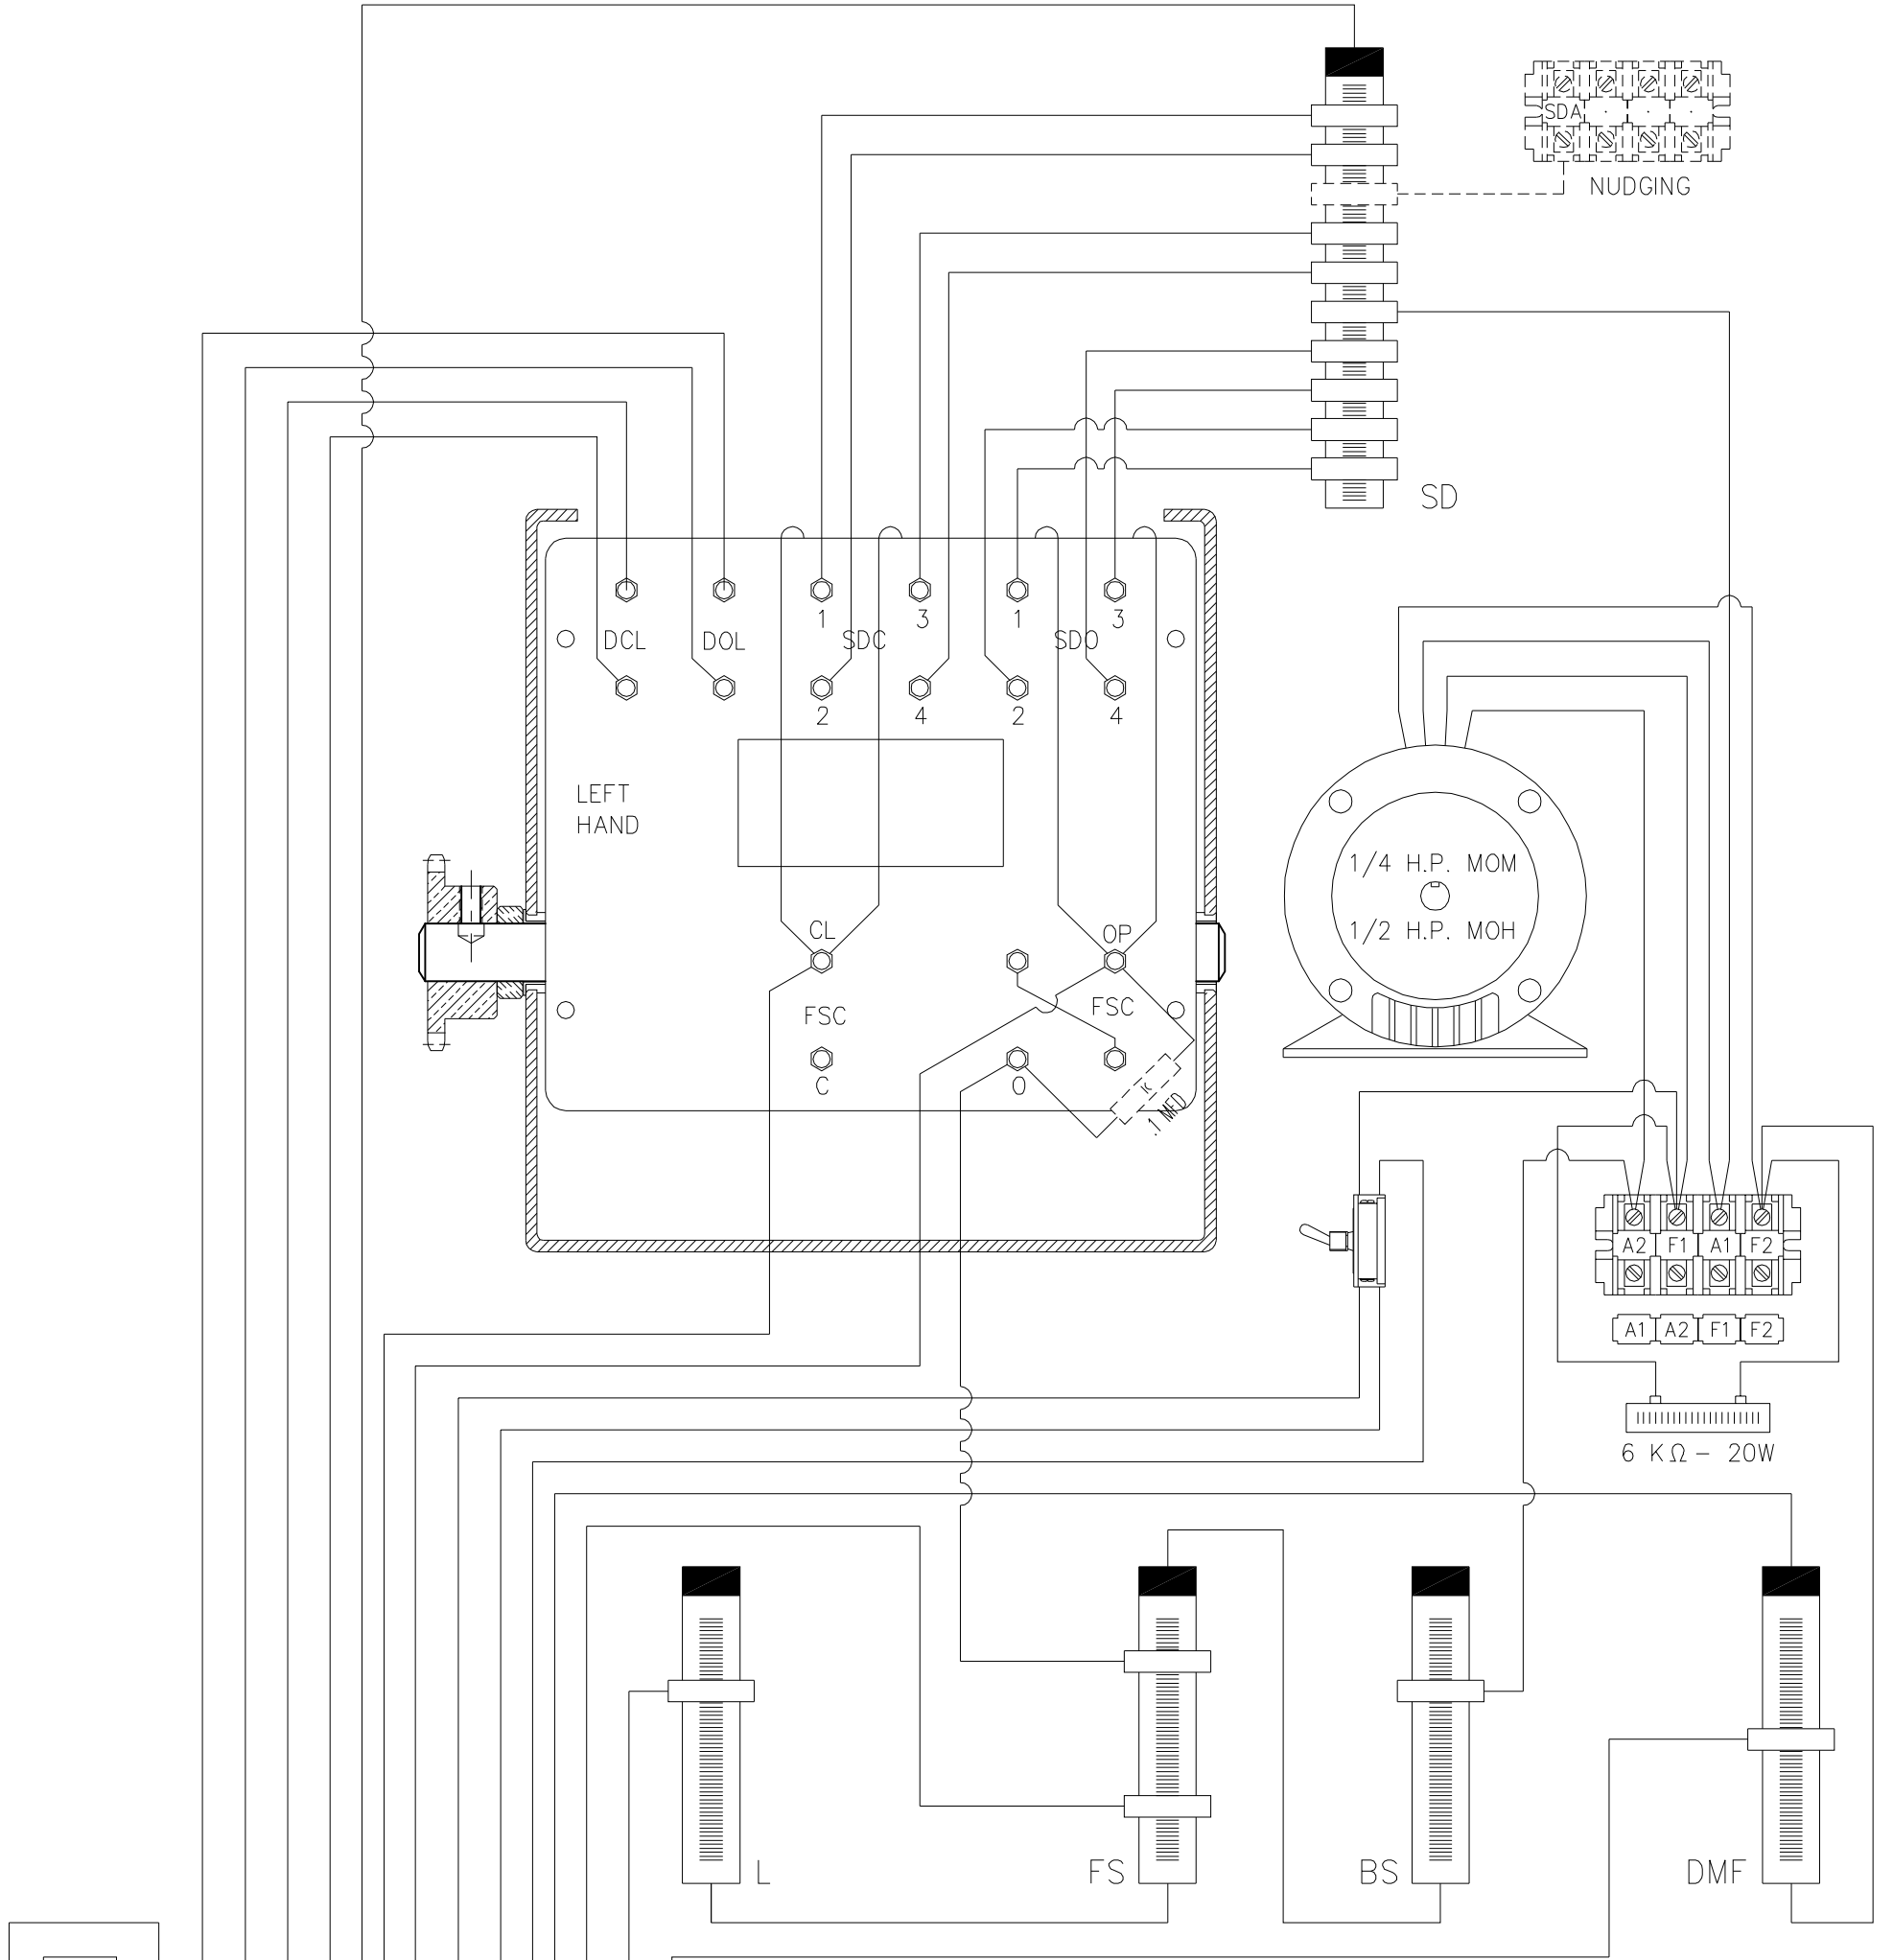 SDA
NUDGING
SD
1 3 1 3
DCL DOL SDC SDO
2 4 2 4
LEFT
HAND
1/4 H.P. MOM
1/2 H.P. MOH
CL OP
FSC FSC
C O
.1 MFD
A2 F1 A1 F2
A1 A2 F1 F2
6 KΩ – 20W
L FS BS DMF